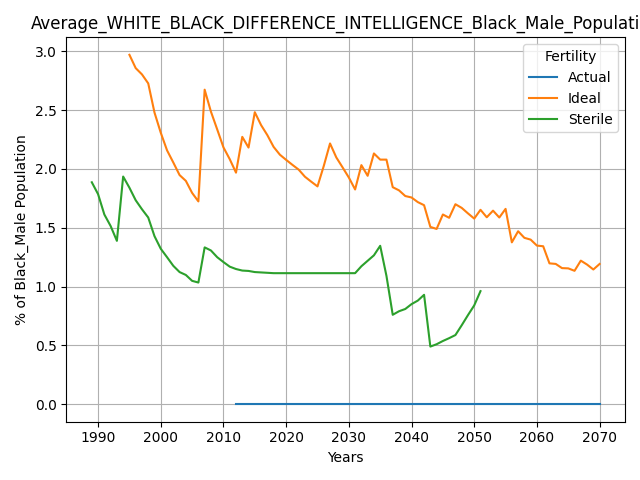 Average_WHITE_BLACK_DIFFERENCE_INTELLIGENCE_Black_Male_Populati
3.0
2.5
2.0
1.5
1.0
0.5
0.0
% of Black_Male Population
Fertility
Actual
Ideal
Sterile
1990 2000 2010 2020 2030 2040 2050 2060 2070
Years